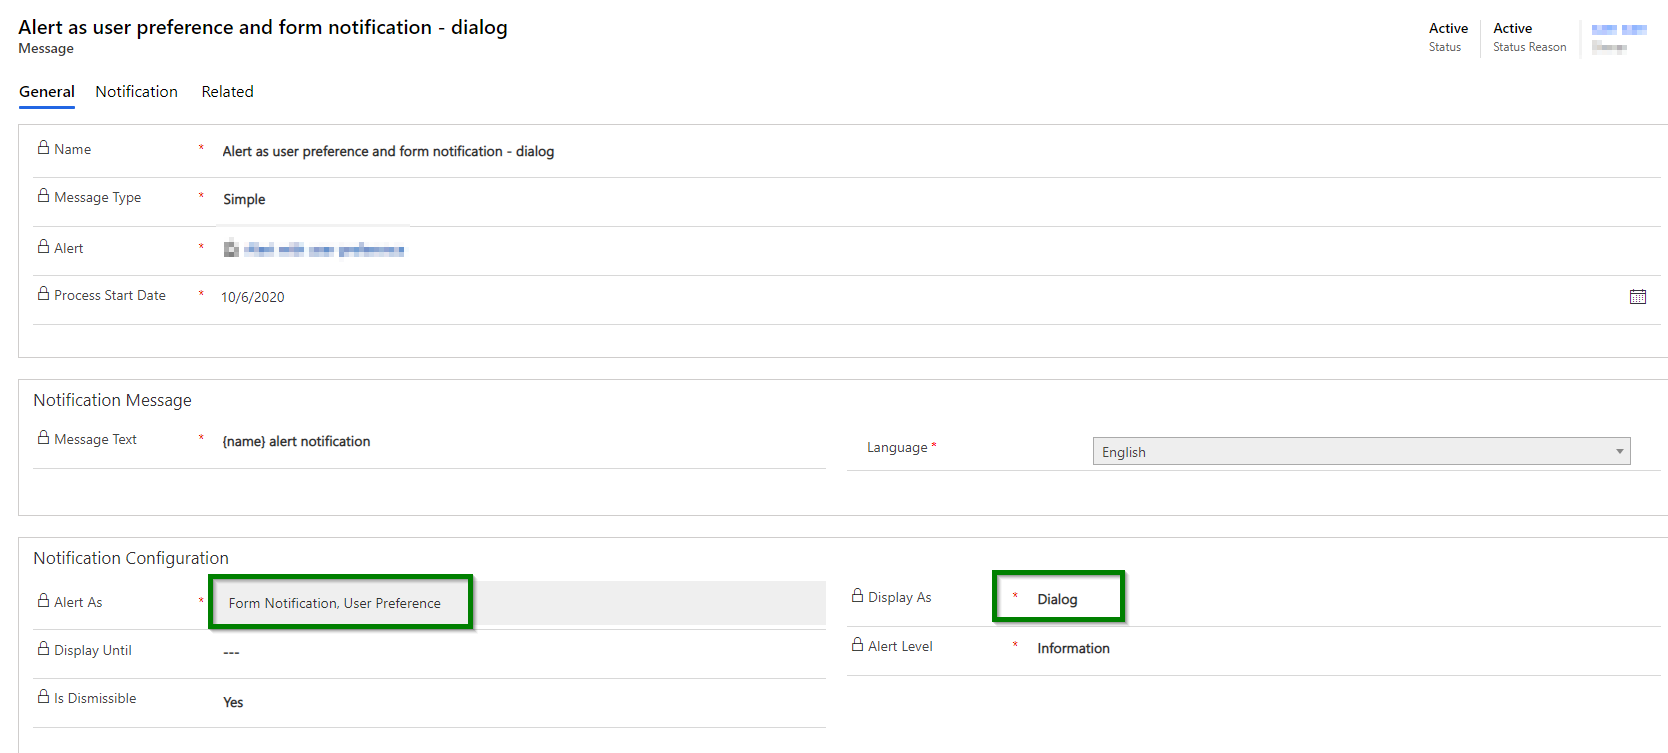 Alert as user preference and form notification - dialog
Message
Active
Status
Active
Status Reason
General Notification Related
Name * Alert as user preference and form notification - dialog
Message Type * Simple
Alert *
Process Start Date * 10/6/2020
Notification Message
Message Text * {name} alert notification
Language * English
Notification Configuration
Alert As * Form Notification, User Preference
Display As * Dialog
Display Until ---
Alert Level * Information
Is Dismissible Yes